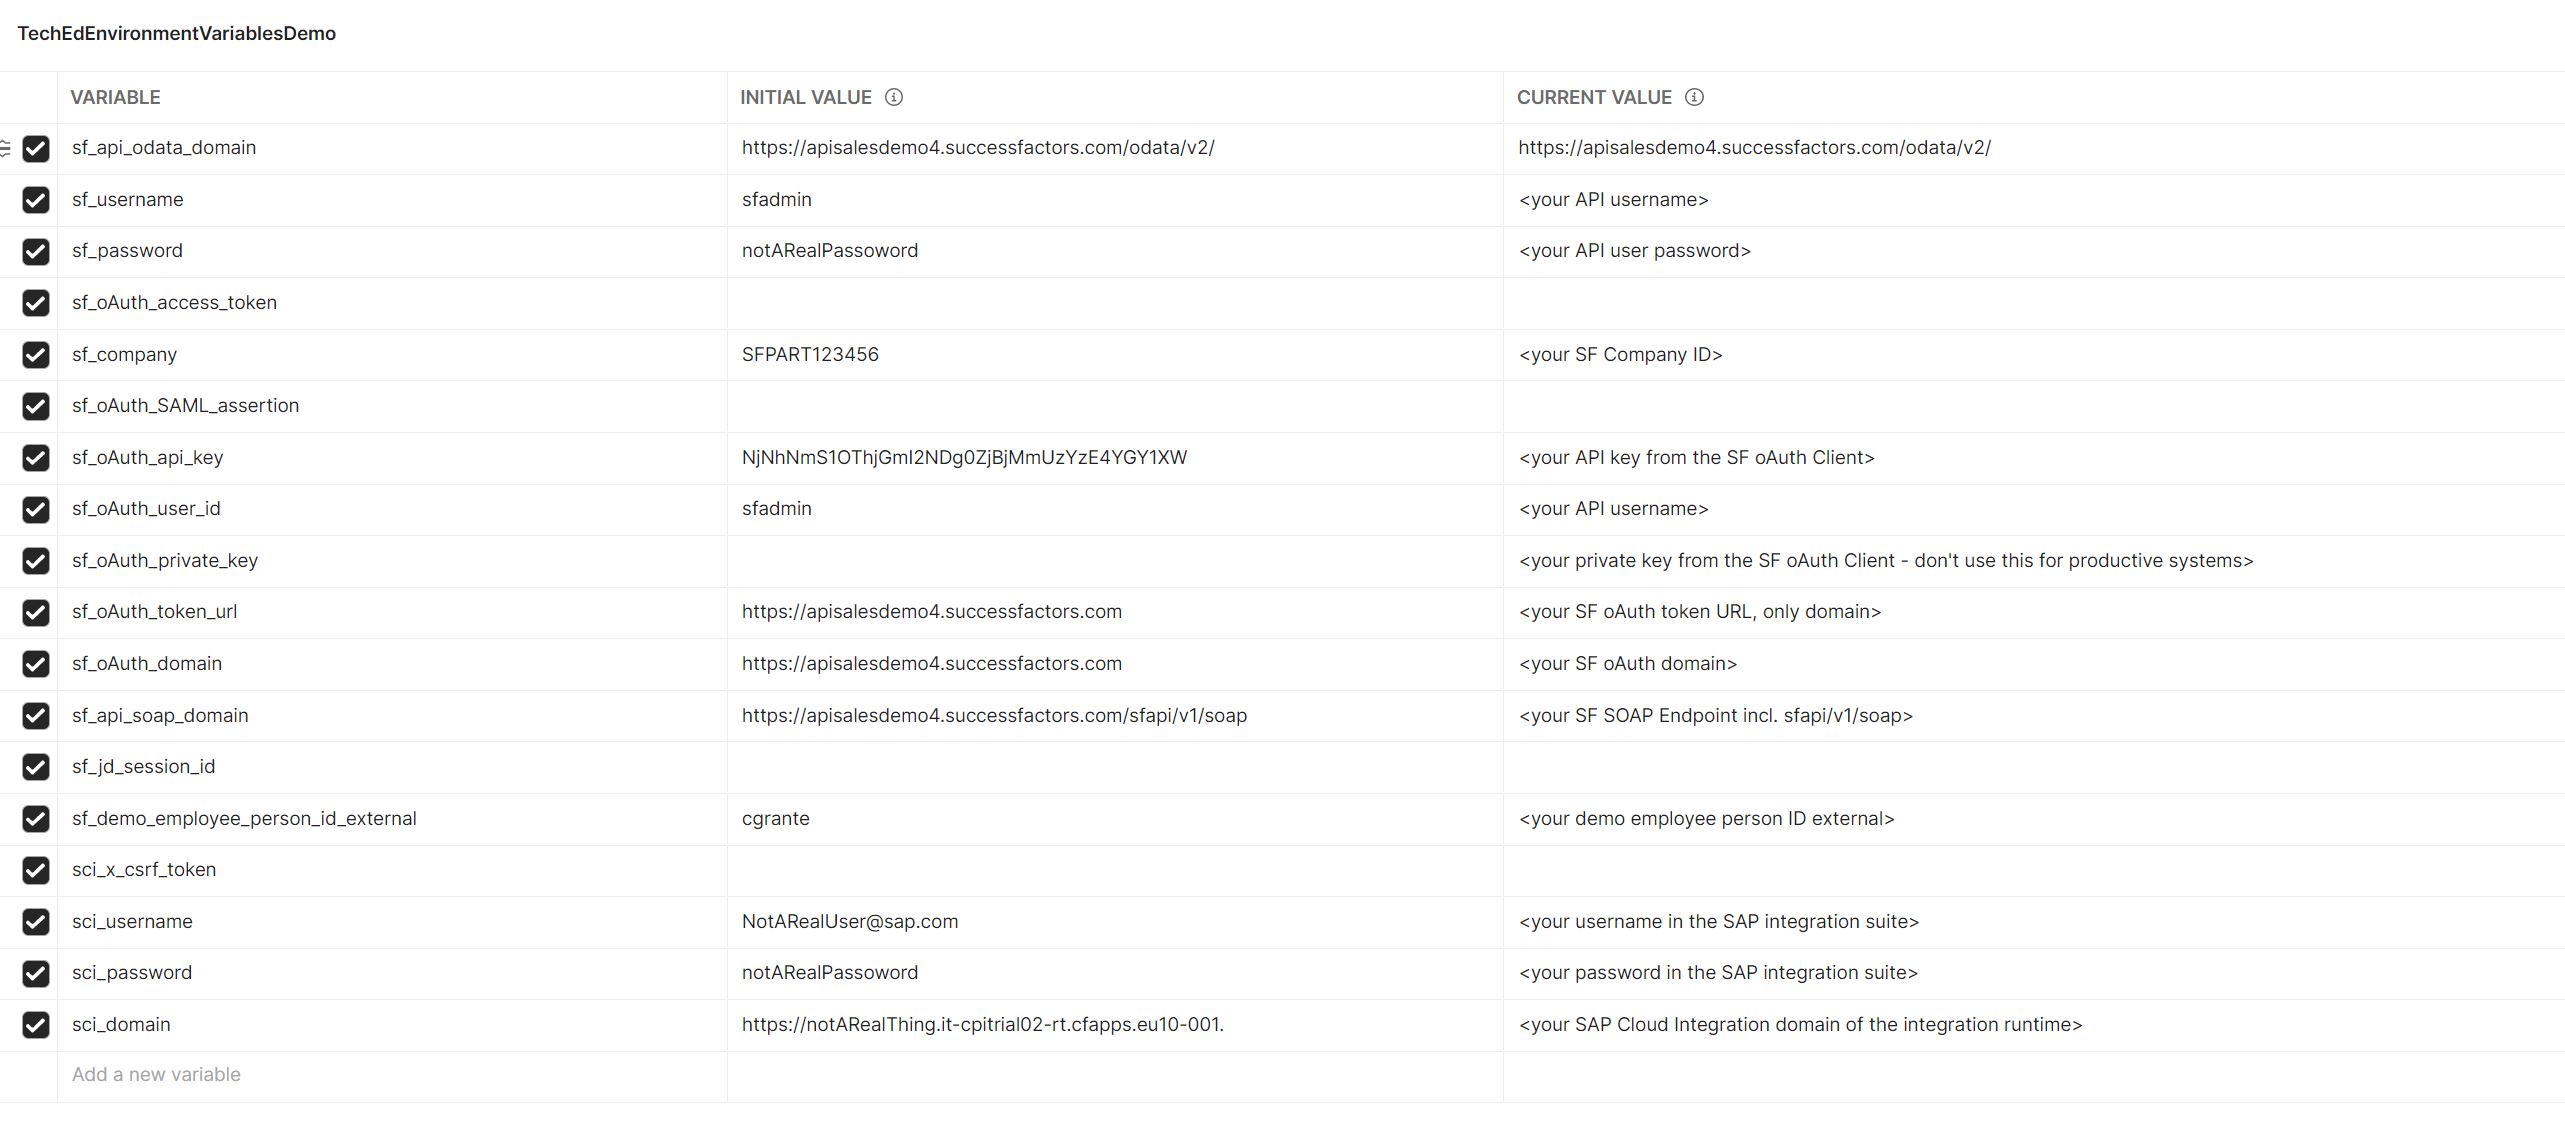 TechEdEnvironmentVariablesDemo
VARIABLE INITIAL VALUE CURRENT VALUE
sf_api_odata_domain https://apisalesdemo4.successfactors.com/odata/v2/ https://apisalesdemo4.successfactors.com/odata/v2/
sf_username sfadmin <your API username>
sf_password notARealPassoword <your API user password>
sf_oAuth_access_token
sf_company SFPART123456 <your SF Company ID>
sf_oAuth_SAML_assertion
sf_oAuth_api_key NjNhNmS1OThjGmI2NDg0ZjBjMmUzYzE4YGY1XW <your API key from the SF oAuth Client>
sf_oAuth_user_id sfadmin <your API username>
sf_oAuth_private_key <your private key from the SF oAuth Client - don't use this for productive systems>
sf_oAuth_token_url https://apisalesdemo4.successfactors.com <your SF oAuth token URL, only domain>
sf_oAuth_domain https://apisalesdemo4.successfactors.com <your SF oAuth domain>
sf_api_soap_domain https://apisalesdemo4.successfactors.com/sfapi/v1/soap <your SF SOAP Endpoint incl. sfapi/v1/soap>
sf_jd_session_id
sf_demo_employee_person_id_external cgrante <your demo employee person ID external>
sci_x_csrf_token
sci_username NotARealUser@sap.com <your username in the SAP integration suite>
sci_password notARealPassoword <your password in the SAP integration suite>
sci_domain https://notARealThing.it-cpitrial02-rt.cfapps.eu10-001. <your SAP Cloud Integration domain of the integration runtime>
Add a new variable